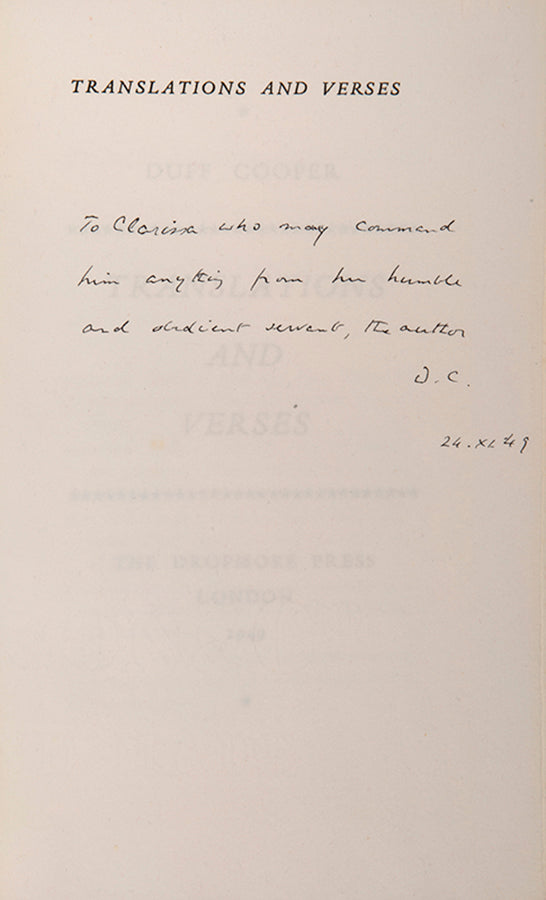 TRANSLATIONS AND VERSES
To Clarissa who may command
him anything from her humble
and obedient servant, the author
D. C.
24.XI.49
DUFF COOPER
TRANSLATIONS
AND
VERSES
THE DROPMORE PRESS
LONDON
1949